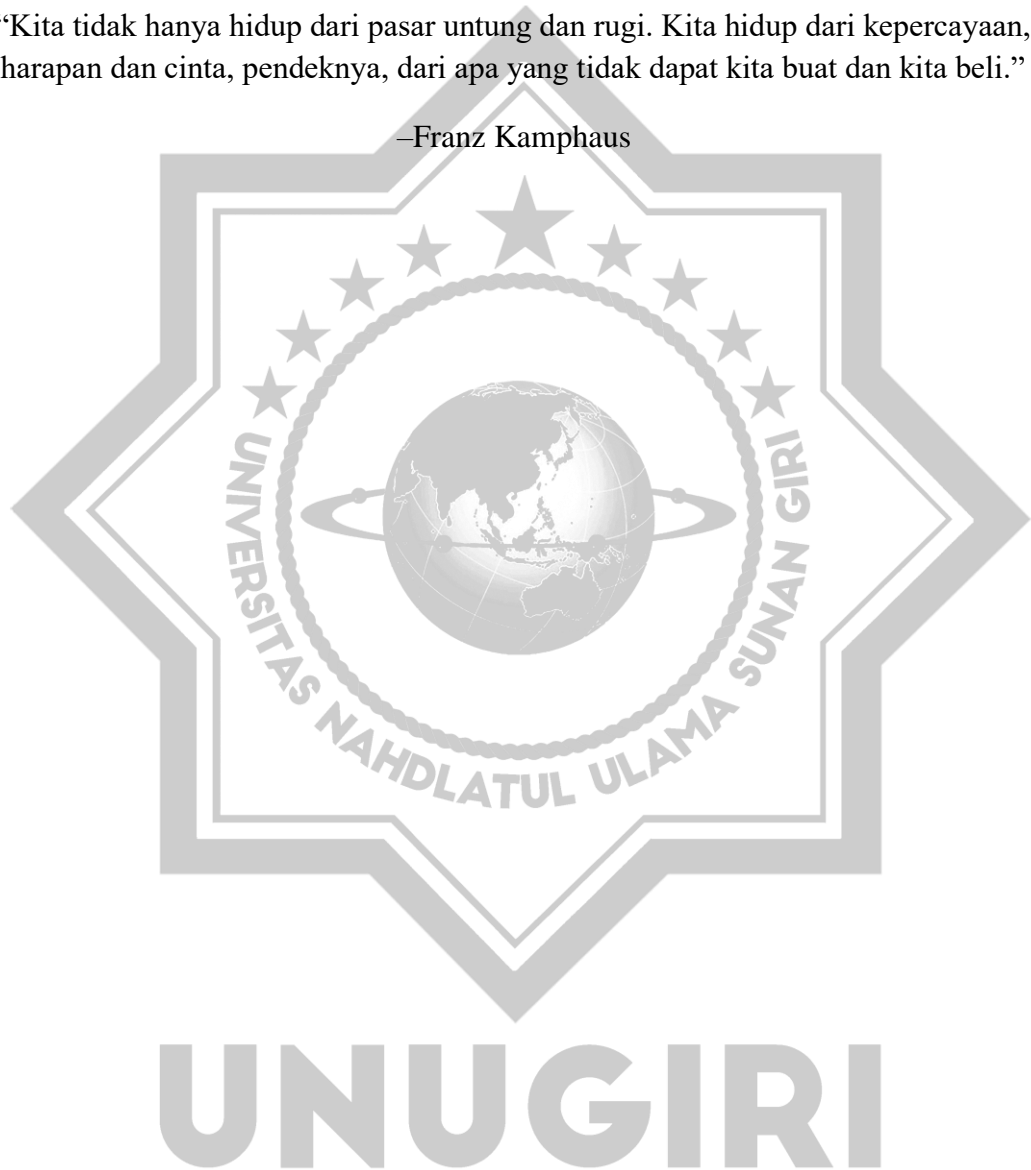 “Kita tidak hanya hidup dari pasar untung dan rugi. Kita hidup dari kepercayaan,
harapan dan cinta, pendeknya, dari apa yang tidak dapat kita buat dan kita beli.”
–Franz Kamphaus
UNIVERSITAS NAHDLATUL ULAMA SUNAN GIRI
UNUGIRI